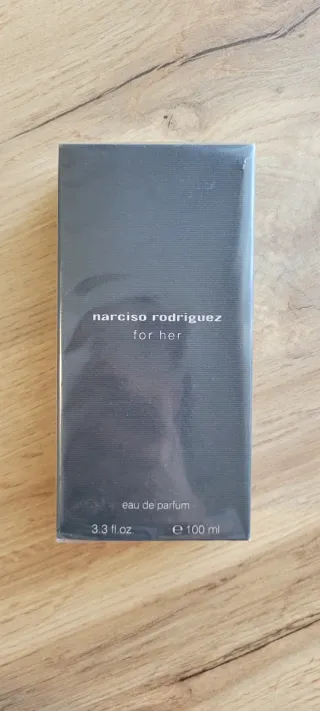 narciso rodriguez
for her
eau de parfum
3.3 fl.oz ℮ 100 ml